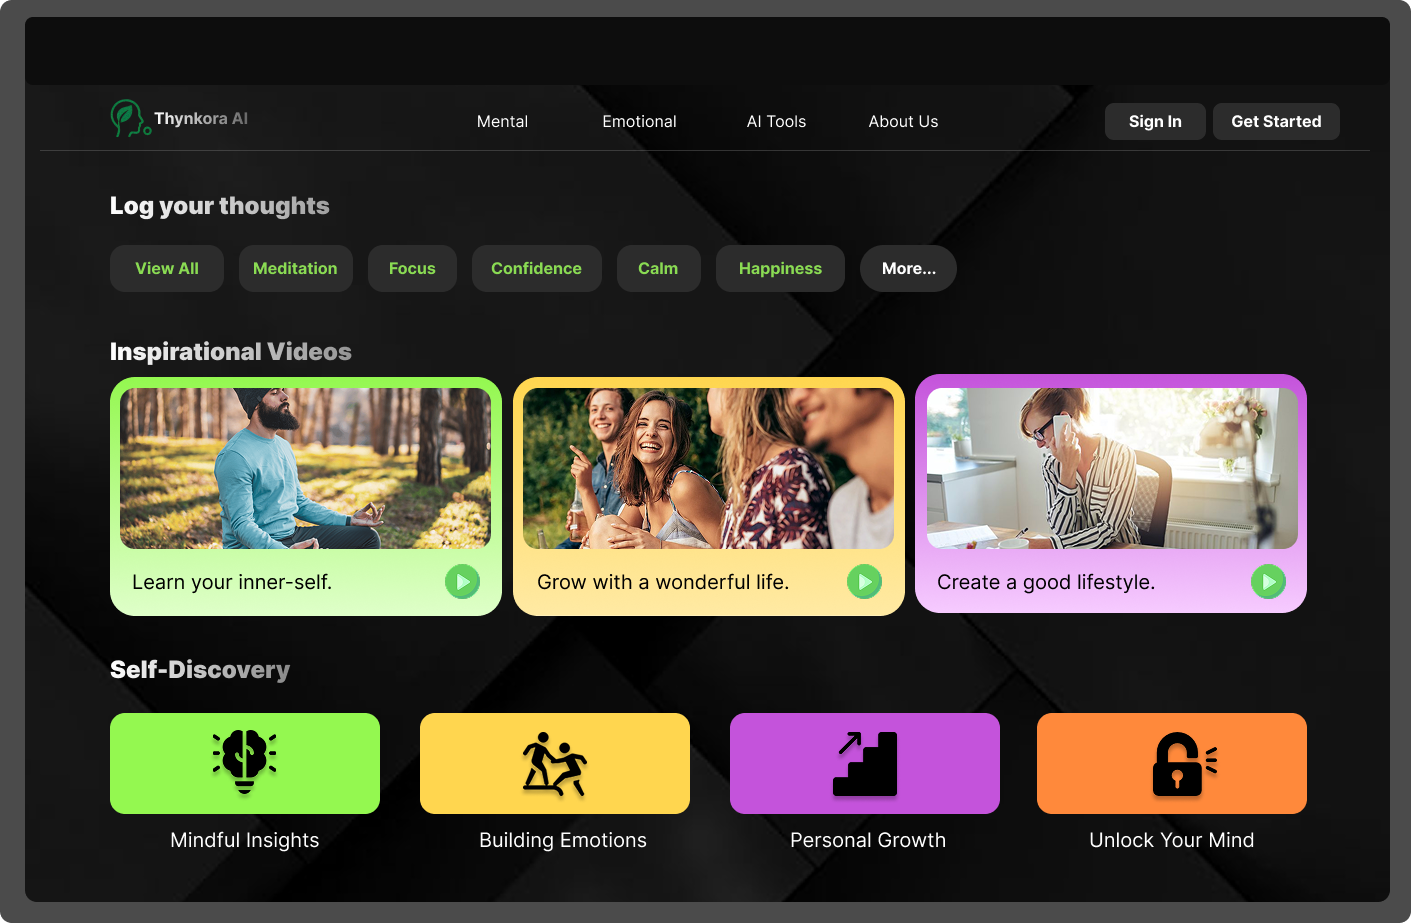 Thynkora AI
Mental Emotional AI Tools About Us
Sign In Get Started
Log your thoughts
View All Meditation Focus Confidence Calm Happiness More...
Inspirational Videos
Learn your inner-self. Grow with a wonderful life. Create a good lifestyle.
Self-Discovery
Mindful Insights Building Emotions Personal Growth Unlock Your Mind